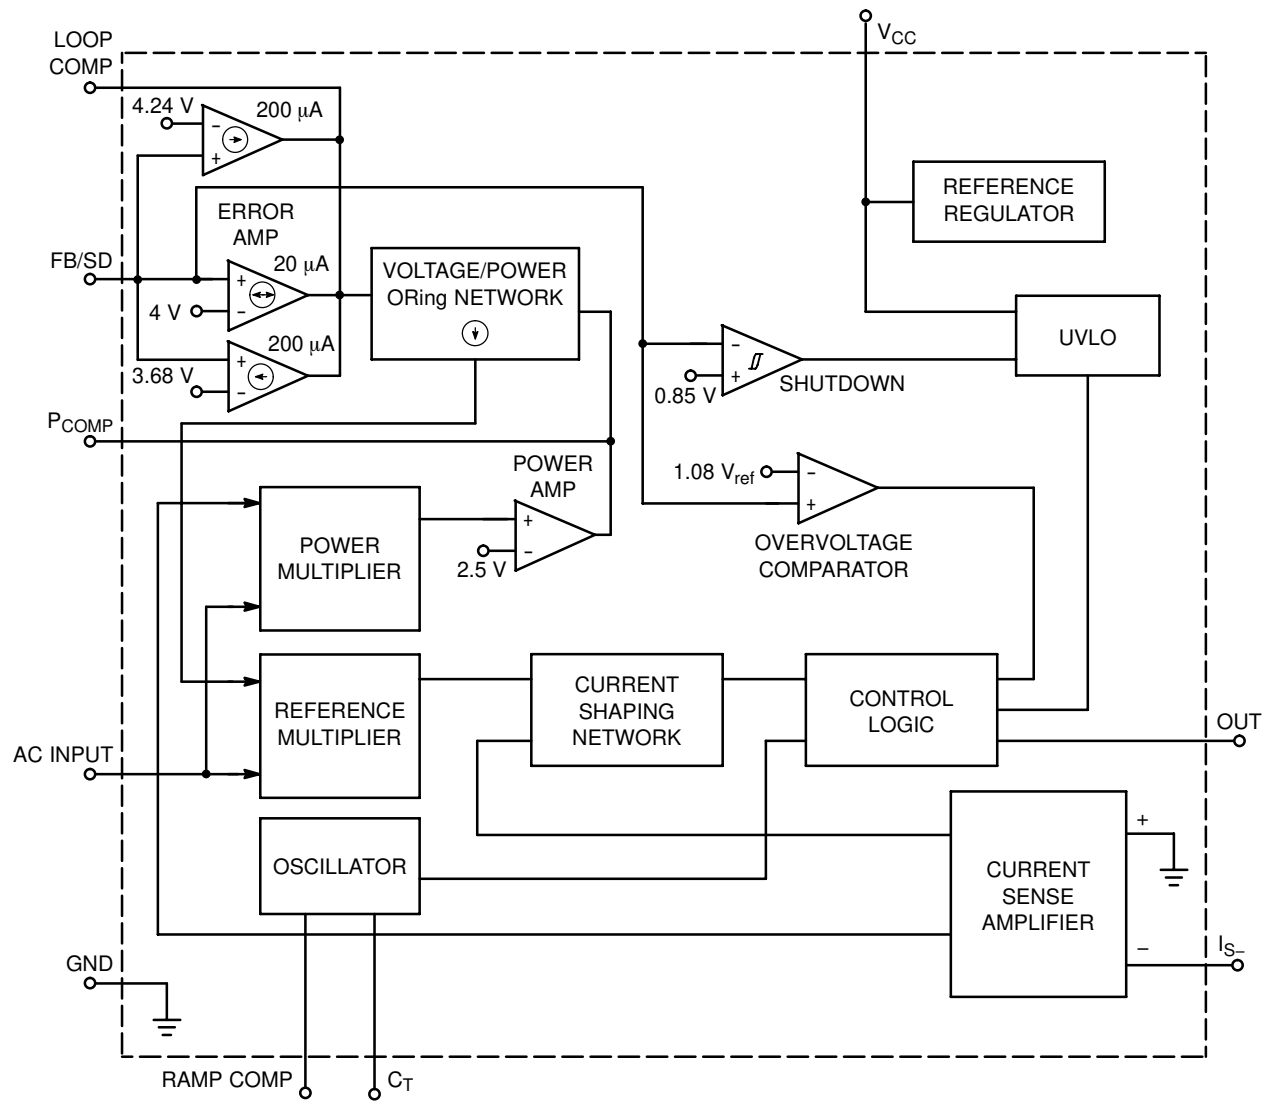 LOOP
COMP
V_CC
4.24 V
200 µA
−
+
REFERENCE
REGULATOR
ERROR
AMP
FB/SD
20 µA
+
4 V
−
VOLTAGE/POWER
ORing NETWORK
UVLO
200 µA
+
3.68 V
−
−
+
0.85 V
SHUTDOWN
P_COMP
POWER
AMP
1.08 V_ref
−
+
OVERVOLTAGE
COMPARATOR
POWER
MULTIPLIER
+
−
2.5 V
REFERENCE
MULTIPLIER
CURRENT
SHAPING
NETWORK
CONTROL
LOGIC
OUT
AC INPUT
OSCILLATOR
CURRENT
SENSE
AMPLIFIER
+
−
I_S−
GND
RAMP COMP
C_T